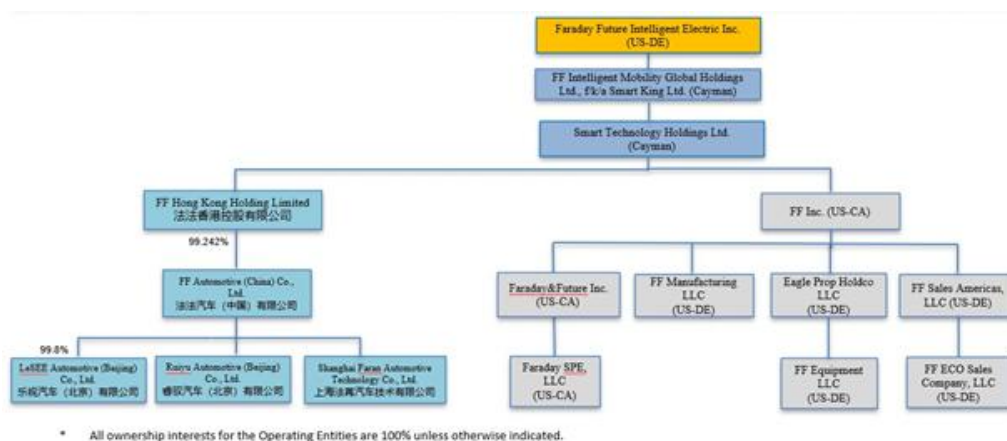 Faraday Future Intelligent Electric Inc.
(US-DE)
FF Intelligent Mobility Global Holdings
Ltd., f/k/a Smart King Ltd. (Cayman)
Smart Technology Holdings Ltd.
(Cayman)
FF Hong Kong Holding Limited
法法香港控股有限公司
FF Inc. (US-CA)
99.242%
FF Automotive (China) Co.,
Ltd.
法法汽车（中国）有限公司
Faraday&Future Inc.
(US-CA)
FF Manufacturing
LLC
(US-DE)
Eagle Prop Holdco
LLC
(US-DE)
FF Sales Americas,
LLC (US-DE)
99.8%
LeSEE Automotive (Beijing)
Co., Ltd.
乐视汽车（北京）有限公司
Ruiyu Automotive (Beijing)
Co., Ltd.
睿驭汽车（北京）有限公司
Shanghai Faran Automotive
Technology Co., Ltd.
上海法冉汽车技术有限公司
Faraday SPE,
LLC
(US-CA)
FF Equipment
LLC
(US-DE)
FF ECO Sales
Company, LLC
(US-DE)
* All ownership interests for the Operating Entities are 100% unless otherwise indicated.